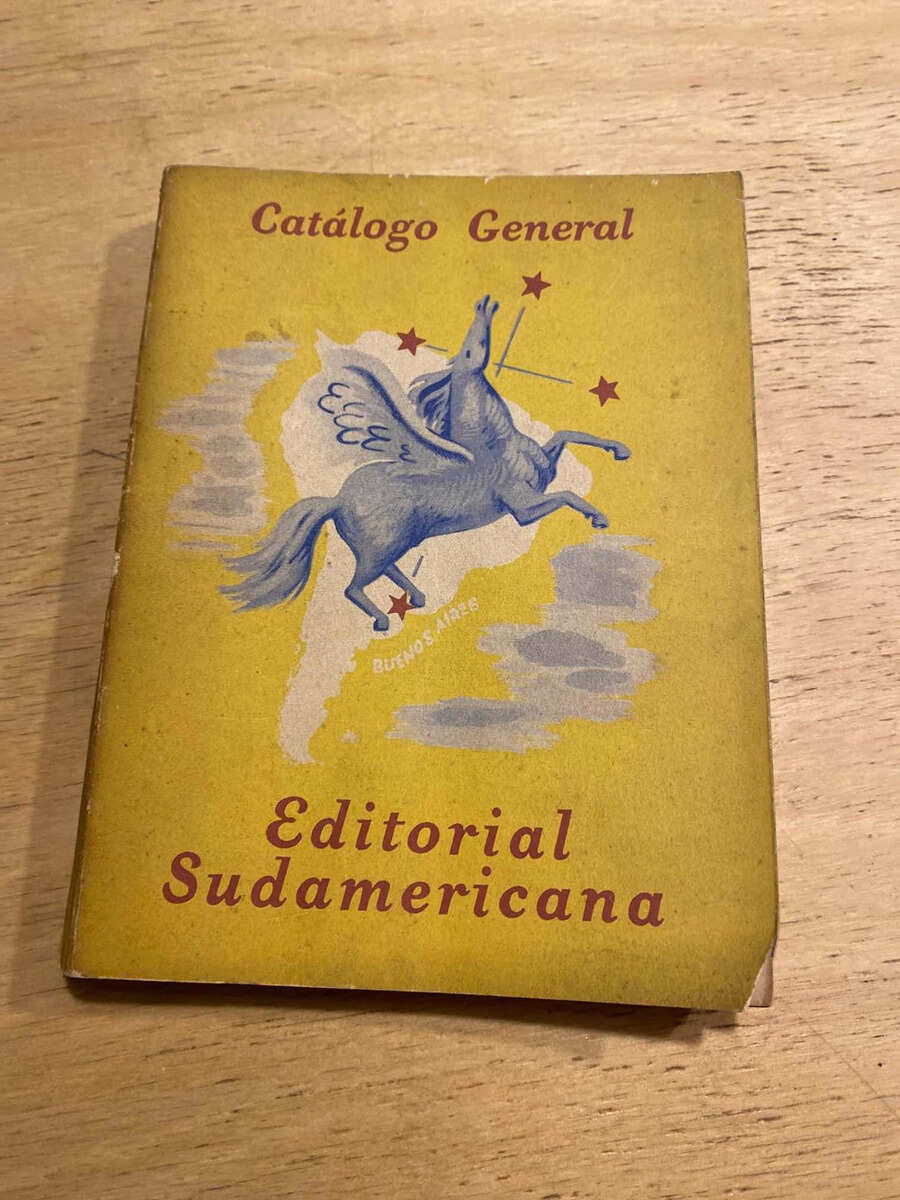 Catálogo General
BUENOS AIRES
Editorial
Sudamericana